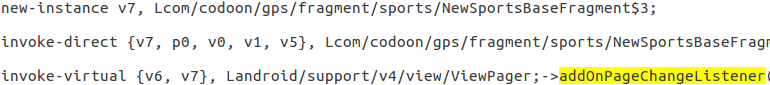 new-instance v7, Lcom/codoon/gps/fragment/sports/NewSportsBaseFragment$3;
invoke-direct {v7, p0, v0, v1, v5}, Lcom/codoon/gps/fragment/sports/NewSportsBaseFragm
invoke-virtual {v6, v7}, Landroid/support/v4/view/ViewPager;->addOnPageChangeListener(